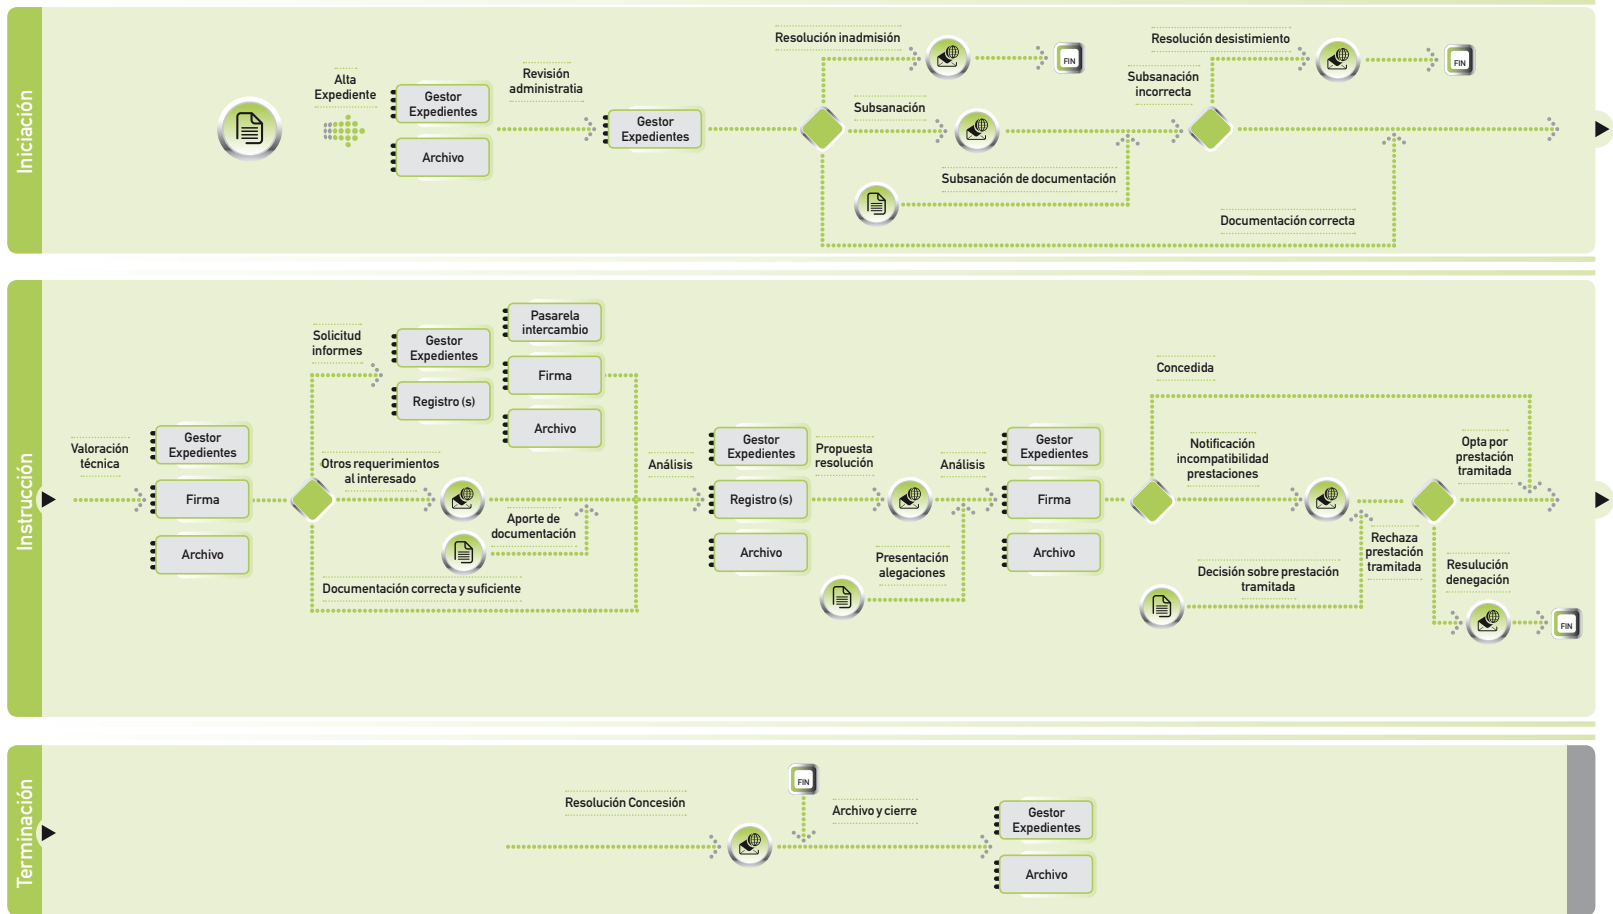 Iniciación
Alta
Expediente
Gestor
Expedientes
Archivo
Revisión
administratia
Gestor
Expedientes
Resolución inadmisión
FIN
Subsanación
Subsanación de documentación
Subsanación
incorrecta
Resolución desistimiento
FIN
Documentación correcta
Instrucción
Valoración
técnica
Gestor
Expedientes
Firma
Archivo
Solicitud
informes
Gestor
Expedientes
Registro (s)
Pasarela
intercambio
Firma
Archivo
Otros requerimientos
al interesado
Aporte de
documentación
Documentación correcta y suficiente
Análisis
Gestor
Expedientes
Registro (s)
Archivo
Propuesta
resolución
Presentación
alegaciones
Análisis
Gestor
Expedientes
Firma
Archivo
Concedida
Notificación
incompatibilidad
prestaciones
Decisión sobre prestación
tramitada
Rechaza
prestación
tramitada
Opta por
prestación
tramitada
Resulución
denegación
FIN
Terminación
Resolución Concesión
FIN
Archivo y cierre
Gestor
Expedientes
Archivo